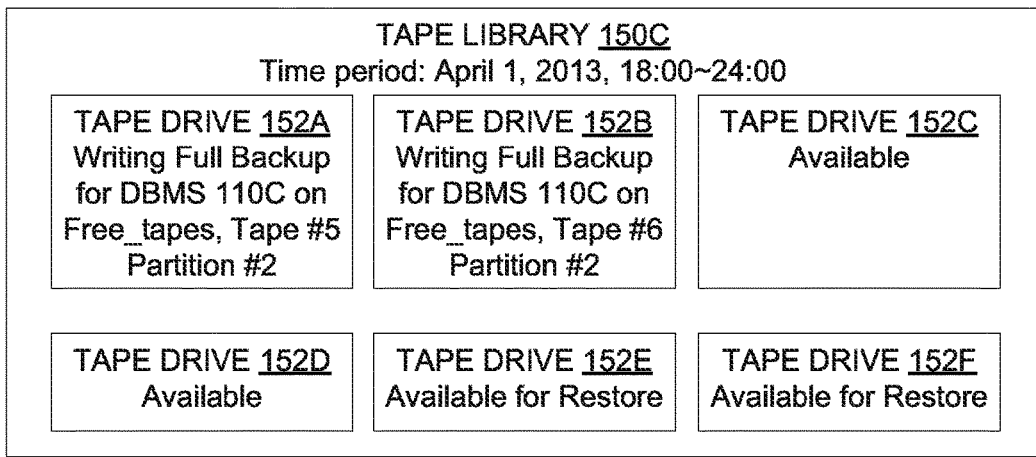 TAPE LIBRARY 150C
Time period: April 1, 2013, 18:00~24:00
TAPE DRIVE 152A
Writing Full Backup
for DBMS 110C on
Free_tapes, Tape #5
Partition #2
TAPE DRIVE 152B
Writing Full Backup
for DBMS 110C on
Free_tapes, Tape #6
Partition #2
TAPE DRIVE 152C
Available
TAPE DRIVE 152D
Available
TAPE DRIVE 152E
Available for Restore
TAPE DRIVE 152F
Available for Restore